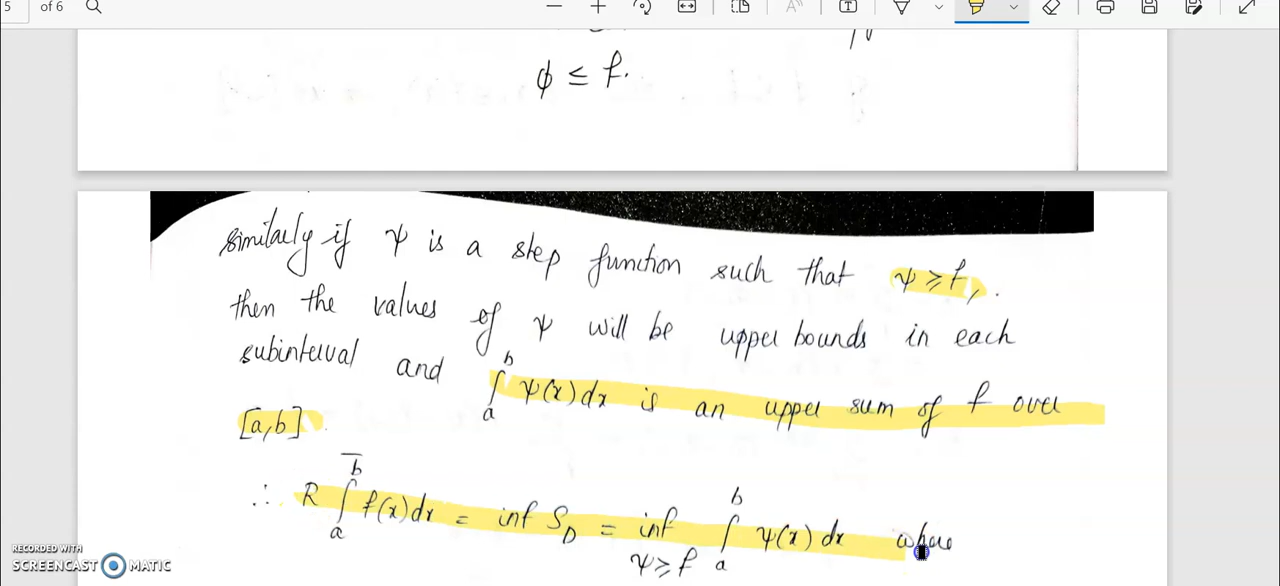 5 of 6
ϕ ≤ f.
similarly if ψ is a step function such that ψ ≥ f,.
then the values of ψ will be upper bounds in each
subinterval and ∫_a^b ψ(x)dx is an upper sum of f over
[a,b].
∴ R ∫_a^b̅ f(x)dx = inf S_D = inf_{ψ ≥ f} ∫_a^b ψ(x) dx where
RECORDED WITH
SCREENCAST MATIC